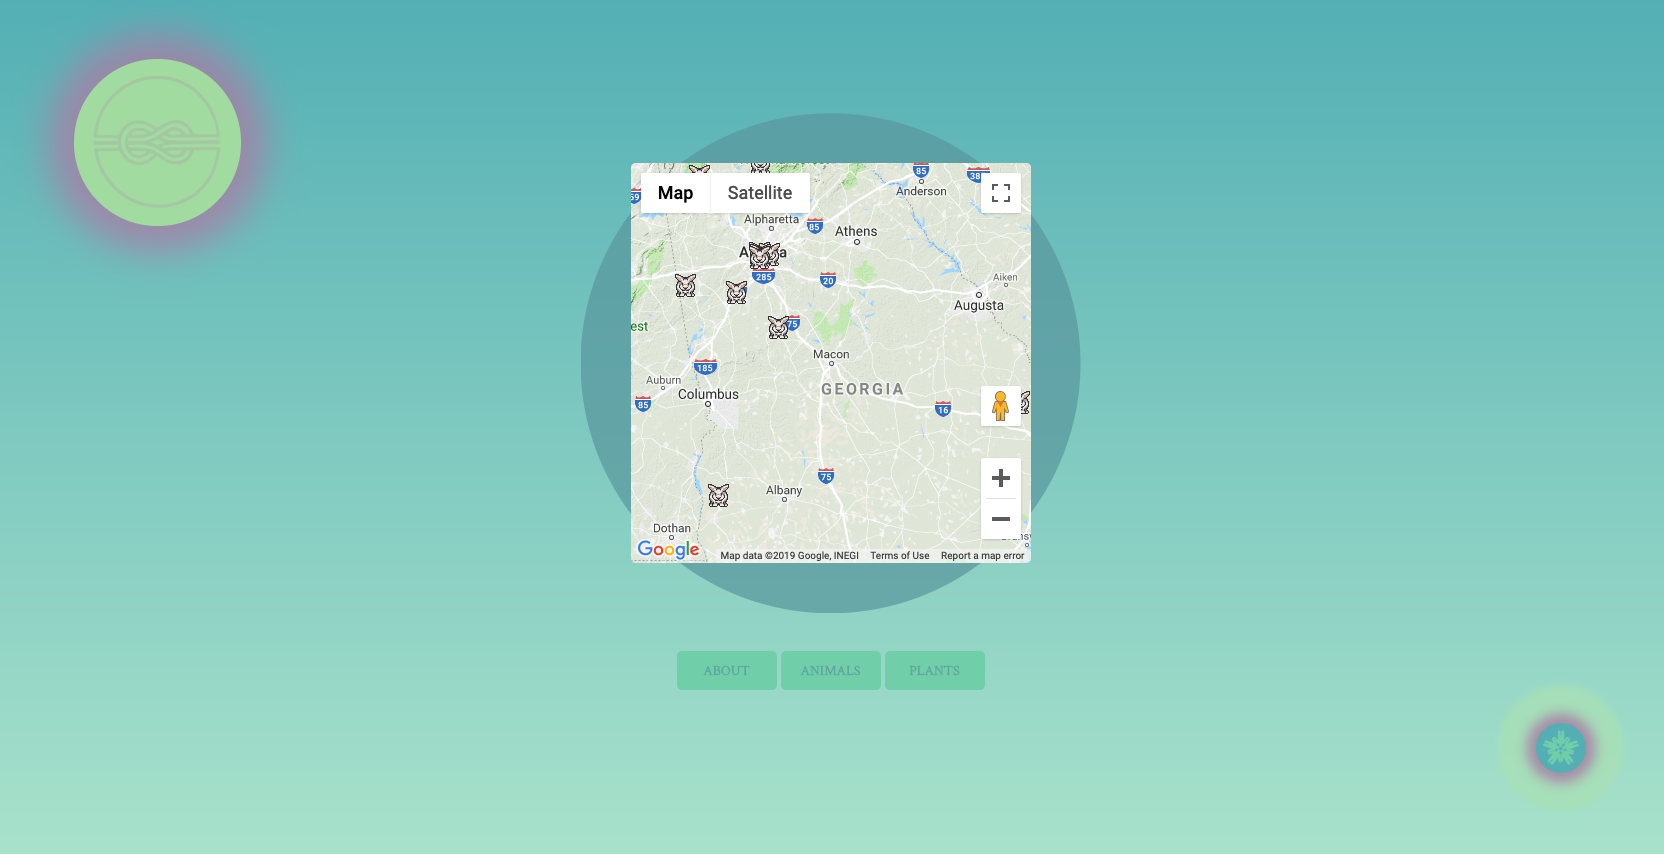 85
38
59
Anderson
Map
Satellite
Alpharetta
85
Athens
285
20
Aiken
Augusta
est
75
Macon
185
Auburn
GEORGIA
Columbus
85
16
75
Albany
Dothan
Google
Map data ©2019 Google, INEGI
Terms of Use
Report a map error
ABOUT
ANIMALS
PLANTS